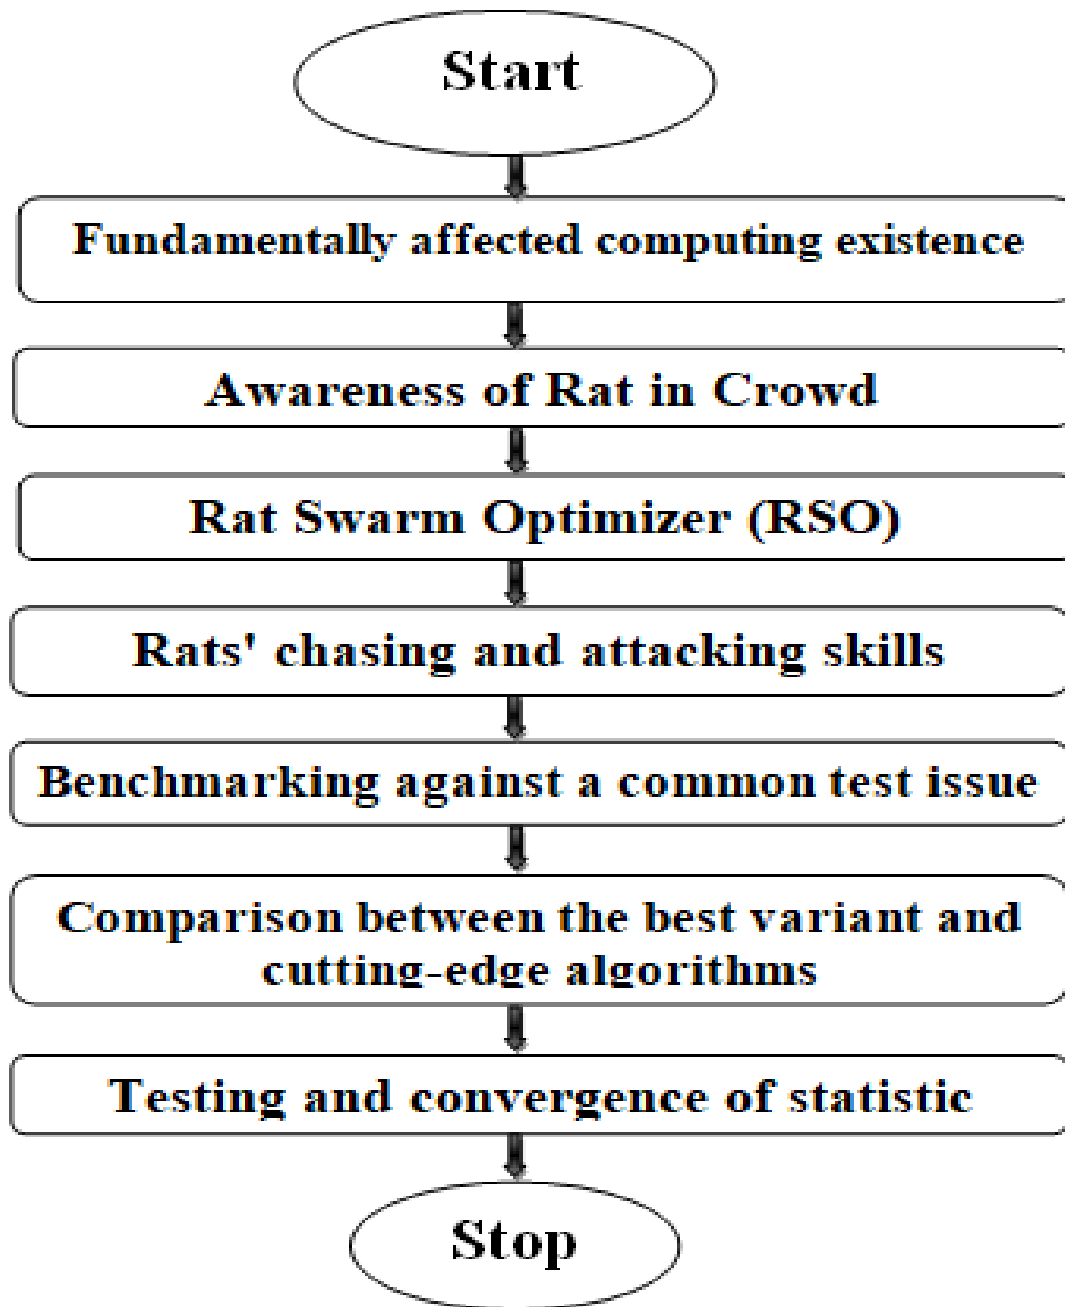 Start
Fundamentally affected computing existence
Awareness of Rat in Crowd
Rat Swarm Optimizer (RSO)
Rats' chasing and attacking skills
Benchmarking against a common test issue
Comparison between the best variant and
cutting-edge algorithms
Testing and convergence of statistic
Stop